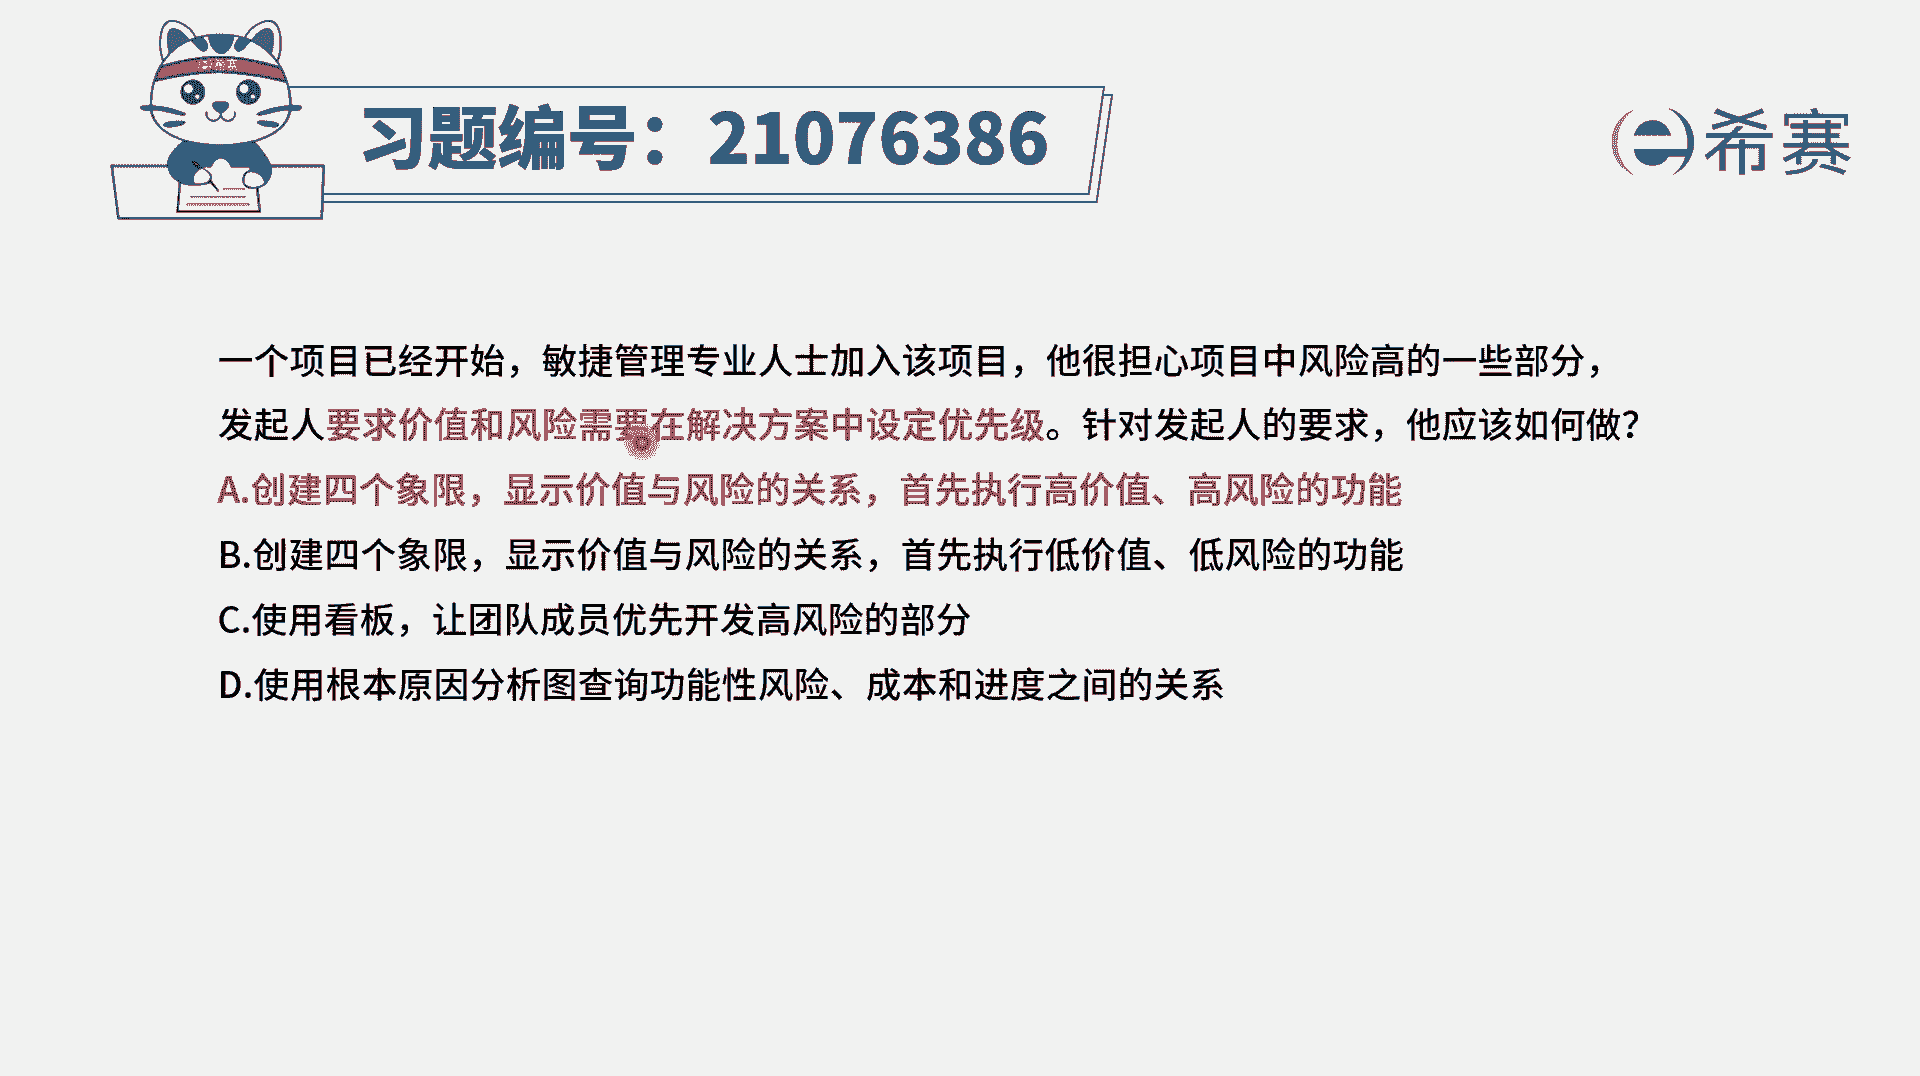 习题编号：21076386
希赛
一个项目已经开始，敏捷管理专业人士加入该项目，他很担心项目中风险高的一些部分，
发起人要求价值和风险需要在解决方案中设定优先级。针对发起人的要求，他应该如何做？
A.创建四个象限，显示价值与风险的关系，首先执行高价值、高风险的功能
B.创建四个象限，显示价值与风险的关系，首先执行低价值、低风险的功能
C.使用看板，让团队成员优先开发高风险的部分
D.使用根本原因分析图查询功能性风险、成本和进度之间的关系